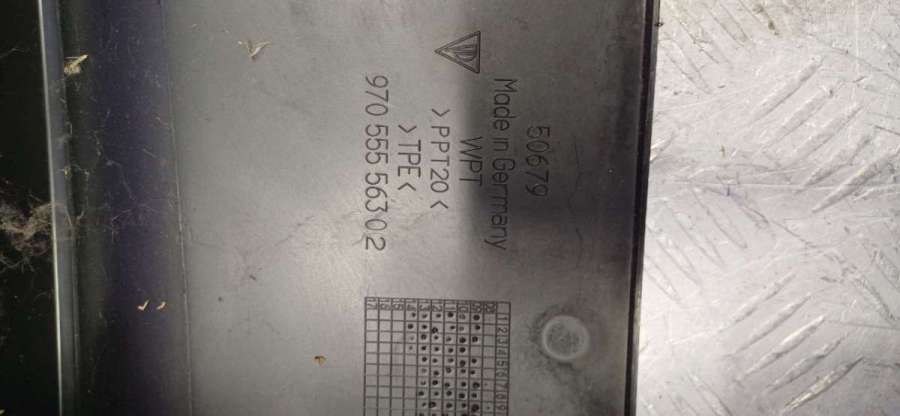 50679
Made in Germany
WPT
>PPT20<
>TPE<
970 555 563 02